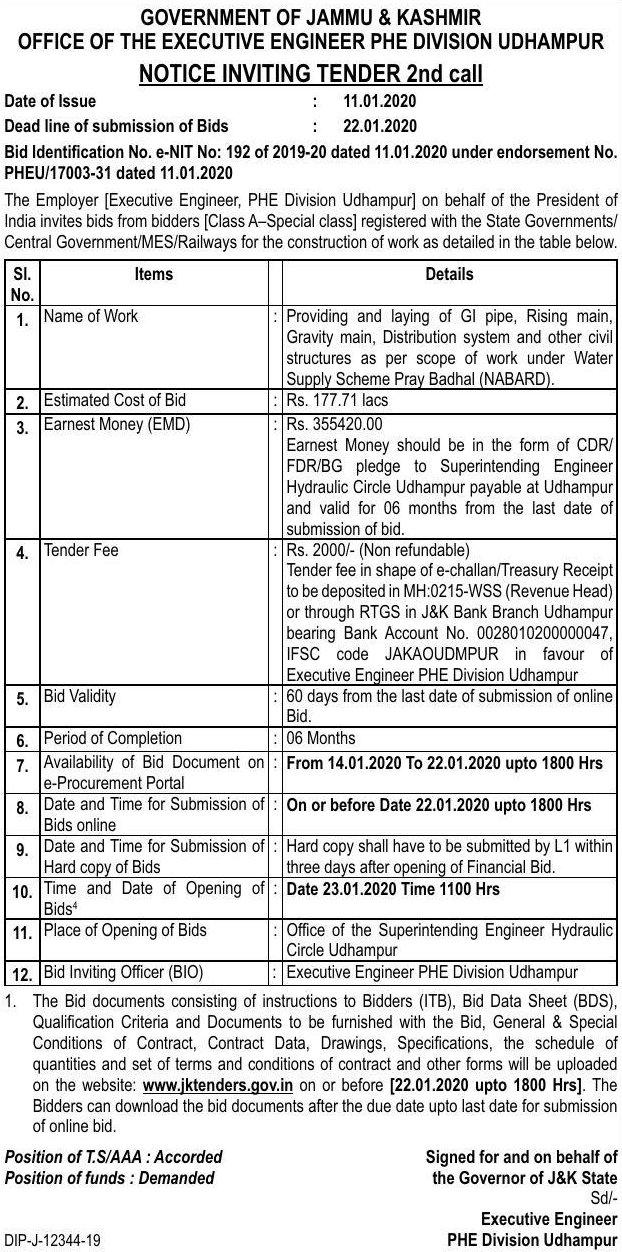 GOVERNMENT OF JAMMU & KASHMIR
OFFICE OF THE EXECUTIVE ENGINEER PHE DIVISION UDHAMPUR
NOTICE INVITING TENDER 2nd call
Date of Issue : 11.01.2020
Dead line of submission of Bids : 22.01.2020
Bid Identification No. e-NIT No: 192 of 2019-20 dated 11.01.2020 under endorsement No.
PHEU/17003-31 dated 11.01.2020
The Employer [Executive Engineer, PHE Division Udhampur] on behalf of the President of
India invites bids from bidders [Class A–Special class] registered with the State Governments/
Central Government/MES/Railways for the construction of work as detailed in the table below.
Sl. No. Items Details
1. Name of Work : Providing and laying of GI pipe, Rising main,
Gravity main, Distribution system and other civil
structures as per scope of work under Water
Supply Scheme Pray Badhal (NABARD).
2. Estimated Cost of Bid : Rs. 177.71 lacs
3. Earnest Money (EMD) : Rs. 355420.00
Earnest Money should be in the form of CDR/
FDR/BG pledge to Superintending Engineer
Hydraulic Circle Udhampur payable at Udhampur
and valid for 06 months from the last date of
submission of bid.
4. Tender Fee : Rs. 2000/- (Non refundable)
Tender fee in shape of e-challan/Treasury Receipt
to be deposited in MH:0215-WSS (Revenue Head)
or through RTGS in J&K Bank Branch Udhampur
bearing Bank Account No. 0028010200000047,
IFSC code JAKAOUDMPUR in favour of
Executive Engineer PHE Division Udhampur
5. Bid Validity : 60 days from the last date of submission of online
Bid.
6. Period of Completion : 06 Months
7. Availability of Bid Document on : From 14.01.2020 To 22.01.2020 upto 1800 Hrs
e-Procurement Portal
8. Date and Time for Submission of : On or before Date 22.01.2020 upto 1800 Hrs
Bids online
9. Date and Time for Submission of : Hard copy shall have to be submitted by L1 within
Hard copy of Bids three days after opening of Financial Bid.
10. Time and Date of Opening of : Date 23.01.2020 Time 1100 Hrs
Bids⁴
11. Place of Opening of Bids : Office of the Superintending Engineer Hydraulic
Circle Udhampur
12. Bid Inviting Officer (BIO) : Executive Engineer PHE Division Udhampur
1. The Bid documents consisting of instructions to Bidders (ITB), Bid Data Sheet (BDS),
Qualification Criteria and Documents to be furnished with the Bid, General & Special
Conditions of Contract, Contract Data, Drawings, Specifications, the schedule of
quantities and set of terms and conditions of contract and other forms will be uploaded
on the website: www.jktenders.gov.in on or before [22.01.2020 upto 1800 Hrs]. The
Bidders can download the bid documents after the due date upto last date for submission
of online bid.
Position of T.S/AAA : Accorded
Position of funds : Demanded
Signed for and on behalf of
the Governor of J&K State
Sd/-
Executive Engineer
PHE Division Udhampur
DIP-J-12344-19